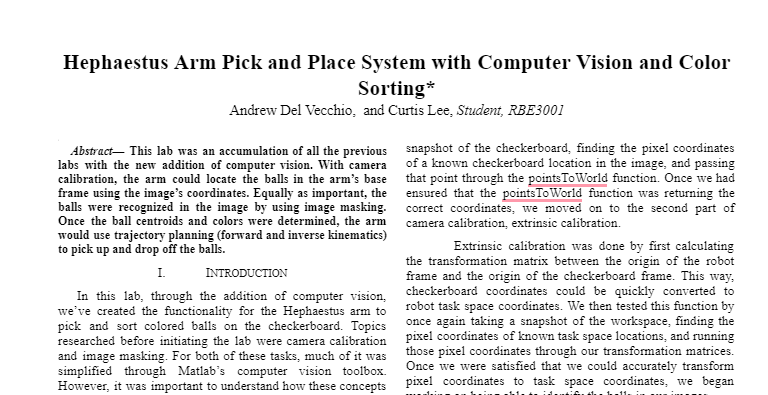 Hephaestus Arm Pick and Place System with Computer Vision and Color
Sorting*
Andrew Del Vecchio,  and Curtis Lee, Student, RBE3001
Abstract— This lab was an accumulation of all the previous
labs with the new addition of computer vision. With camera
calibration, the arm could locate the balls in the arm's base
frame using the image's coordinates. Equally as important, the
balls were recognized in the image by using image masking.
Once the ball centroids and colors were determined, the arm
would use trajectory planning (forward and inverse kinematics)
to pick up and drop off the balls.
I. INTRODUCTION
In this lab, through the addition of computer vision,
we've created the functionality for the Hephaestus arm to
pick and sort colored balls on the checkerboard. Topics
researched before initiating the lab were camera calibration
and image masking. For both of these tasks, much of it was
simplified through Matlab's computer vision toolbox.
However, it was important to understand how these concepts
snapshot of the checkerboard, finding the pixel coordinates
of a known checkerboard location in the image, and passing
that point through the pointsToWorld function. Once we had
ensured that the pointsToWorld function was returning the
correct coordinates, we moved on to the second part of
camera calibration, extrinsic calibration.
Extrinsic calibration was done by first calculating
the transformation matrix between the origin of the robot
frame and the origin of the checkerboard frame. This way,
checkerboard coordinates could be quickly converted to
robot task space coordinates. We then tested this function by
once again taking a snapshot of the workspace, finding the
pixel coordinates of known task space locations, and running
those pixel coordinates through our transformation matrices.
Once we were satisfied that we could accurately transform
pixel coordinates to task space coordinates, we began